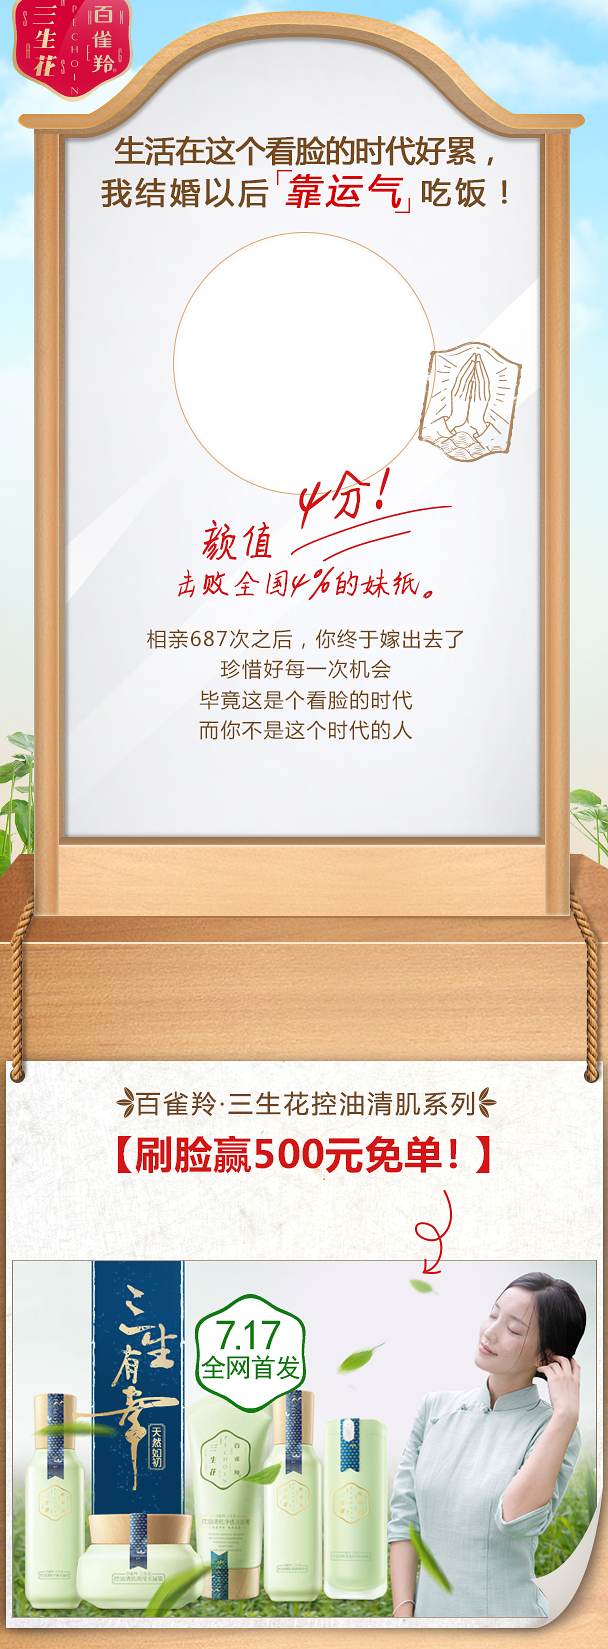 百雀羚
PECHOIN
三生花
生活在这个看脸的时代好累，
我结婚以后「靠运气」吃饭！
4分！
颜值
击败全国4%的妹纸。
相亲687次之后，你终于嫁出去了
珍惜好每一次机会
毕竟这是个看脸的时代
而你不是这个时代的人
百雀羚·三生花控油清肌系列
【刷脸赢500元免单！】
三生有幸
天然如初
7.17
全网首发
百雀羚
三生花